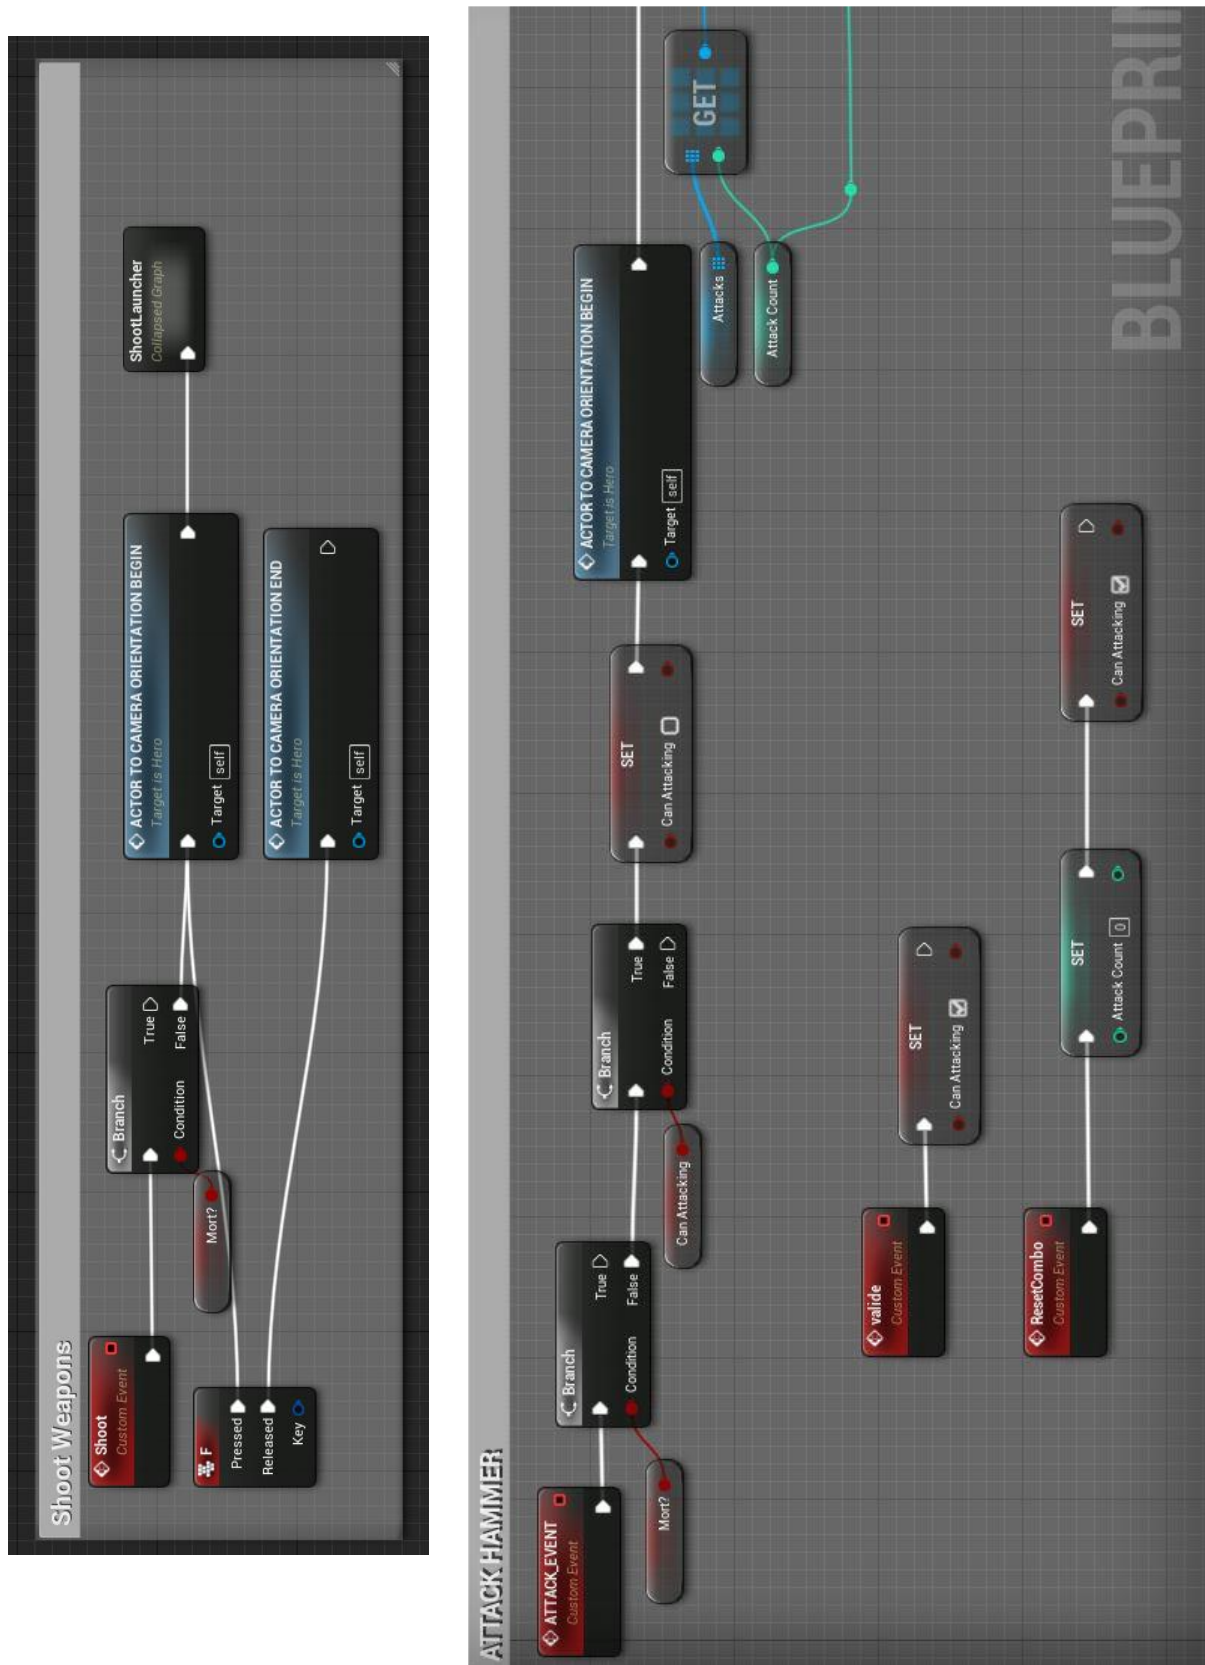 Shoot Weapons
Shoot
Custom Event
Branch
True
Condition
False
Mort?
F
Pressed
Released
Key
ACTOR TO CAMERA ORIENTATION BEGIN
Target is Hero
Target self
ACTOR TO CAMERA ORIENTATION END
Target is Hero
Target self
ShootLauncher
Collapsed Graph
ATTACK HAMMER
ATTACK_EVENT
Custom Event
Mort?
Branch
True
Condition
False
Can Attacking
Branch
True
Condition
False
SET
Can Attacking
ACTOR TO CAMERA ORIENTATION BEGIN
Target is Hero
Target self
Attacks
Attack Count
GET
valide
Custom Event
SET
Can Attacking
ResetCombo
Custom Event
SET
Attack Count 0
SET
Can Attacking
BLUEPRIN